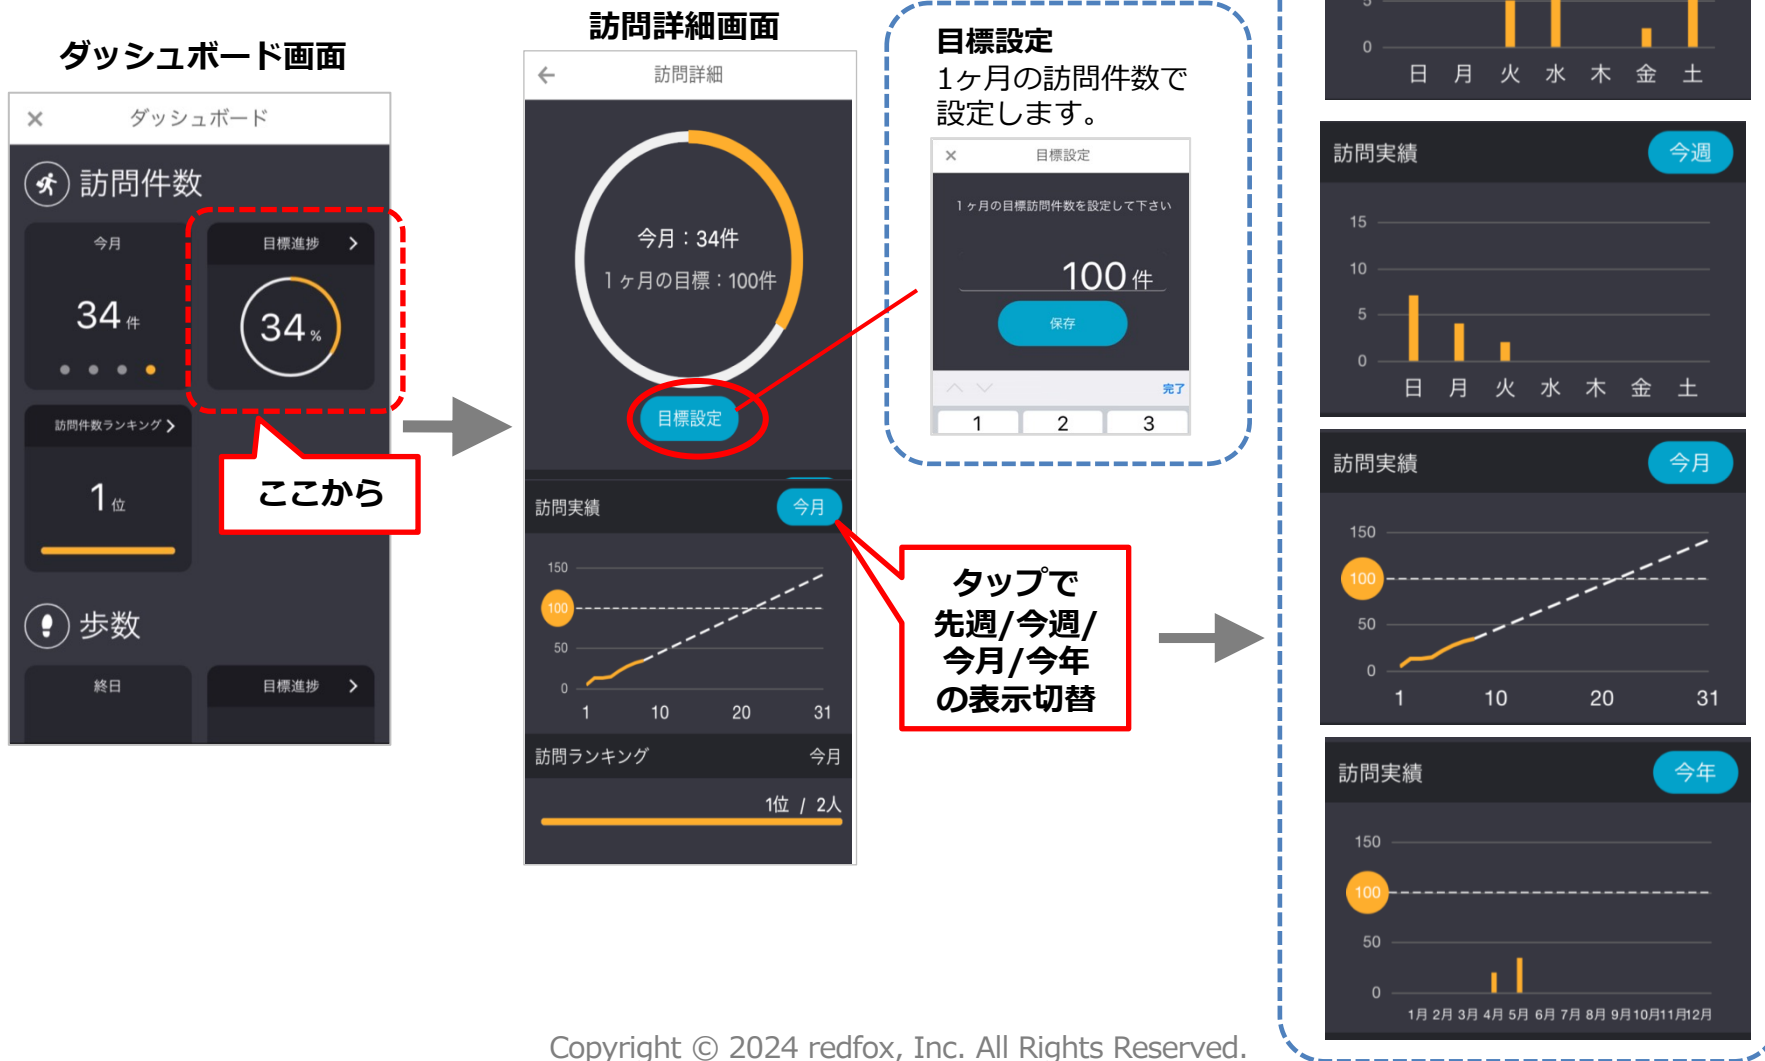 ダッシュボード画面
ダッシュボード
訪問件数
今月
34 件
目標進捗
34 %
訪問件数ランキング
1 位
歩数
終日
目標進捗
ここから
訪問詳細画面
訪問詳細
今月：34件
1ヶ月の目標：100件
目標設定
訪問実績
今月
150
100
50
0
1 10 20 31
訪問ランキング
今月
1位 / 2人
目標設定
1ヶ月の訪問件数で
設定します。
目標設定
1ヶ月の目標訪問件数を設定して下さい
100 件
保存
完了
1 2 3
タップで
先週/今週/
今月/今年
の表示切替
5
0
日 月 火 水 木 金 土
訪問実績
今週
15
10
5
0
日 月 火 水 木 金 土
訪問実績
今月
150
100
50
0
1 10 20 31
訪問実績
今年
150
100
50
0
1月 2月 3月 4月 5月 6月 7月 8月 9月 10月 11月 12月
Copyright © 2024 redfox, Inc. All Rights Reserved.